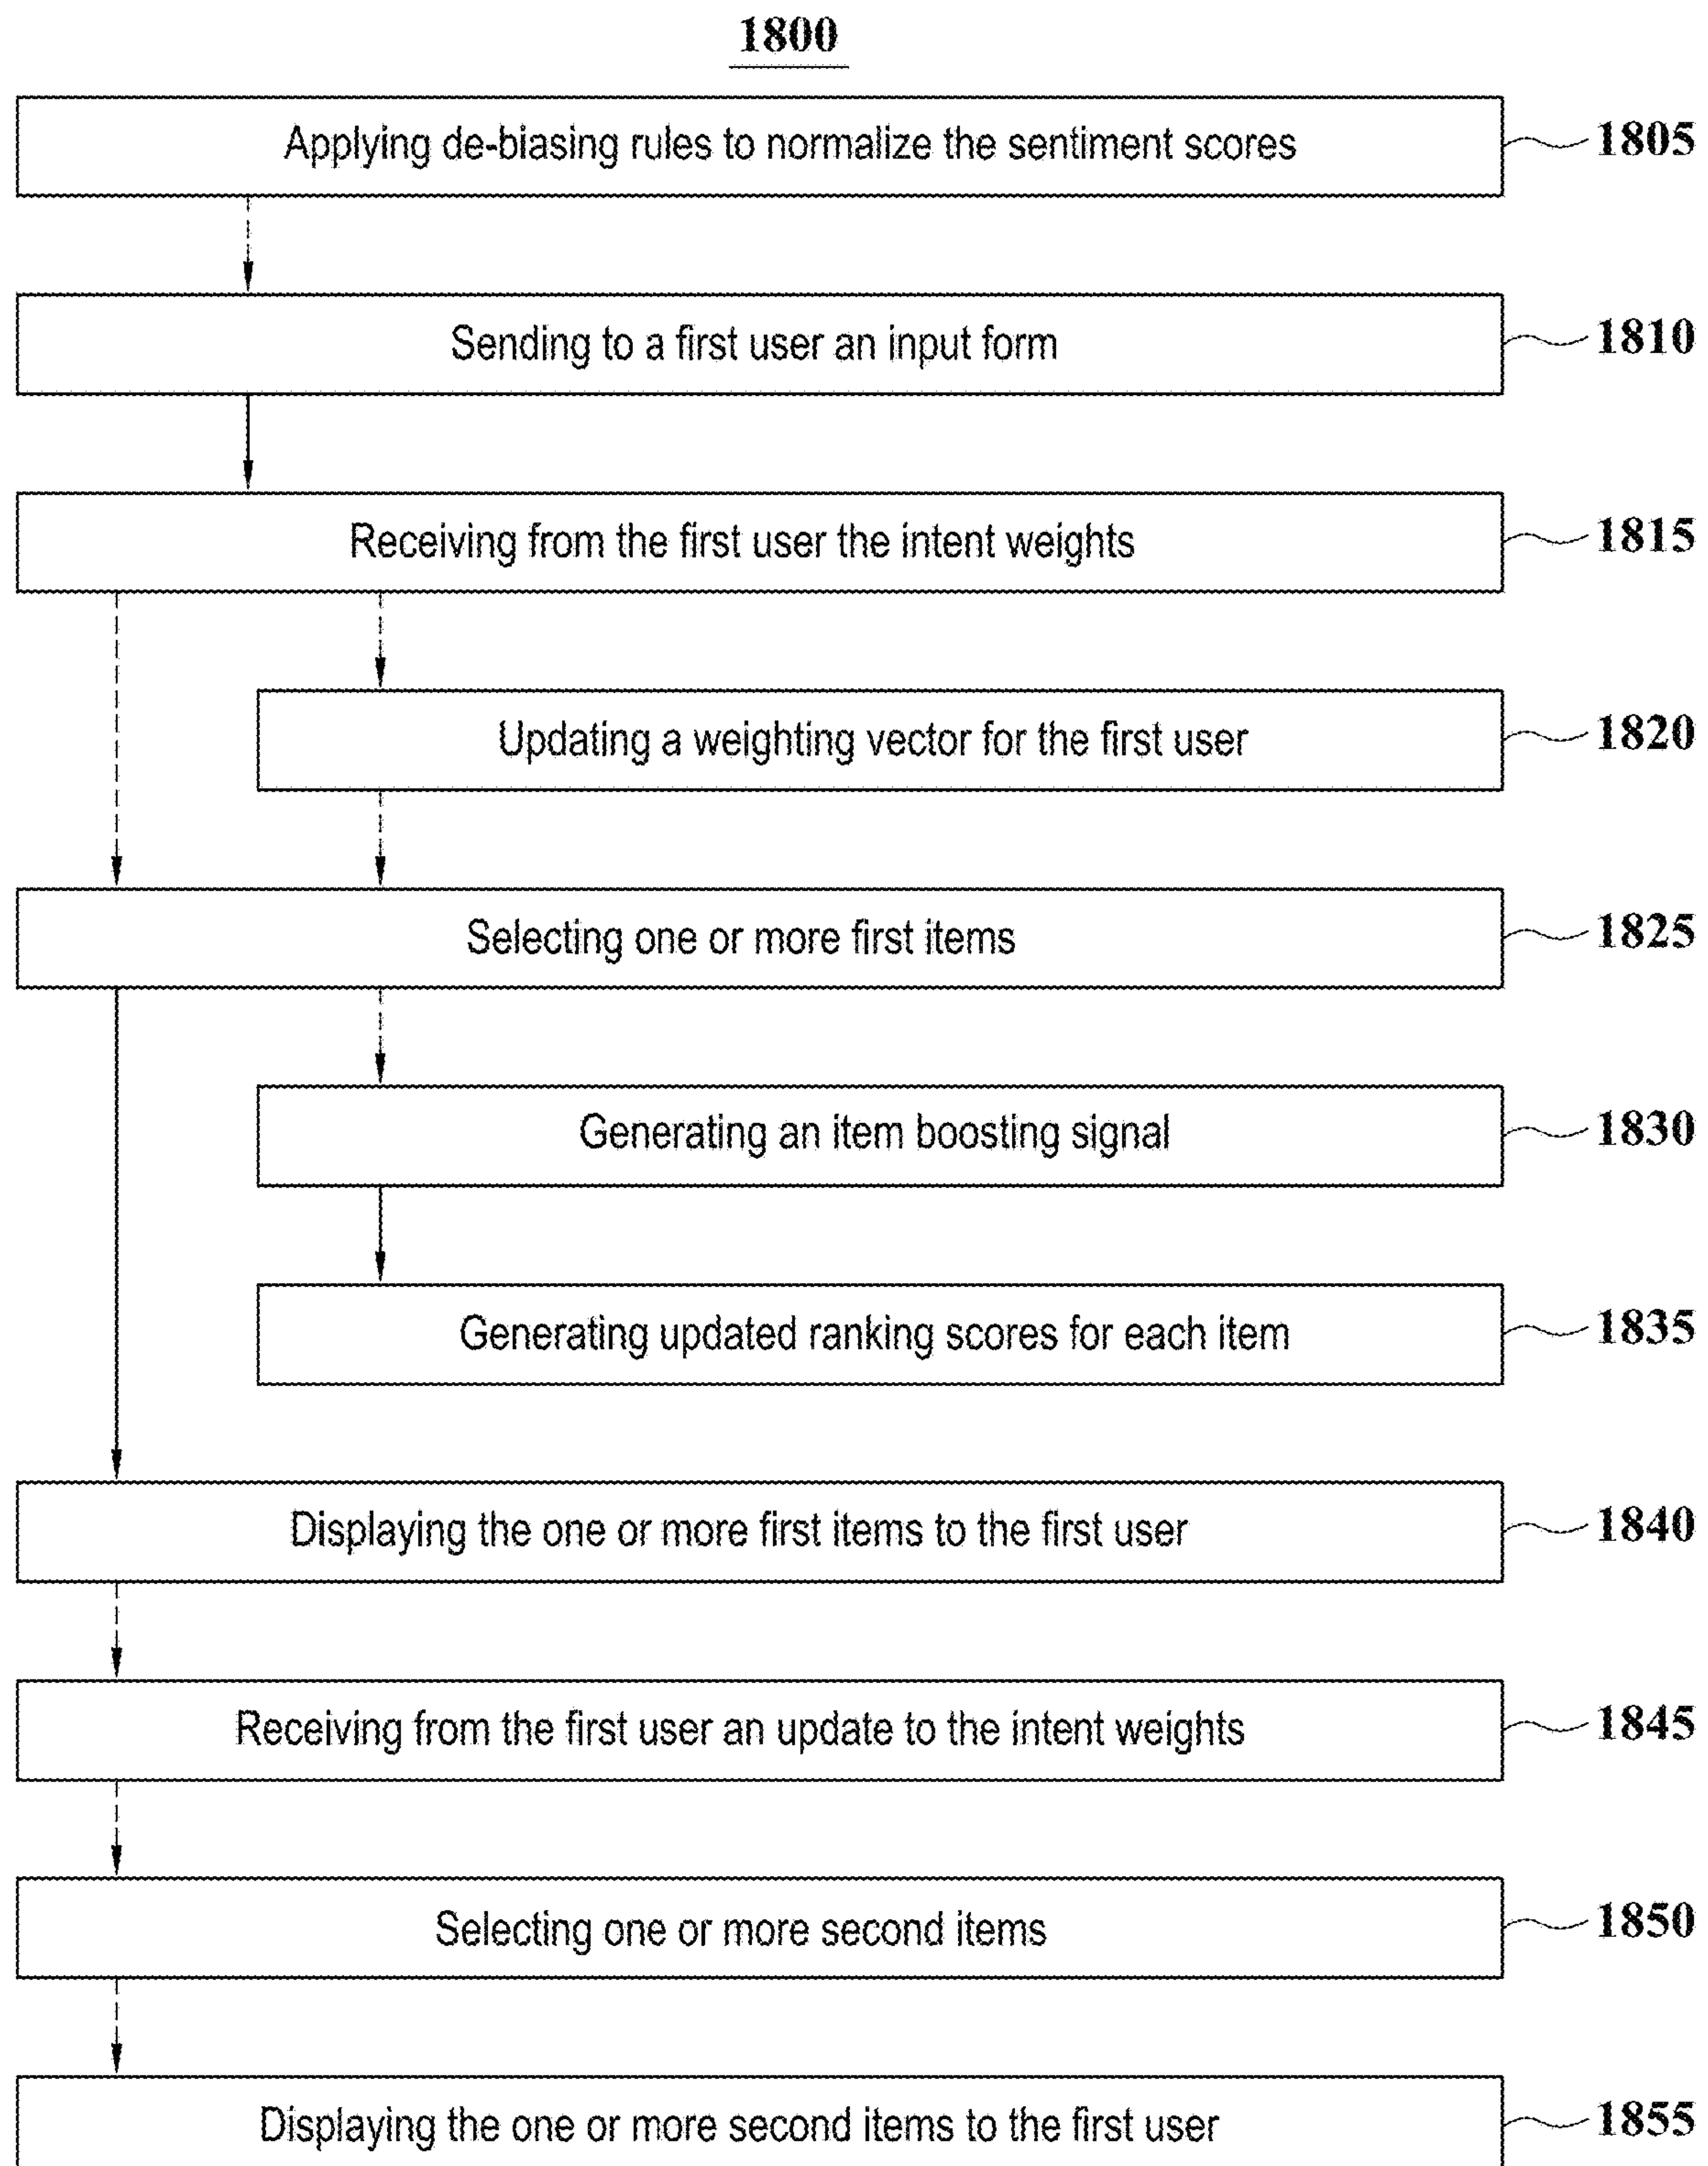 1800
Applying de-biasing rules to normalize the sentiment scores
1805
Sending to a first user an input form
1810
Receiving from the first user the intent weights
1815
Updating a weighting vector for the first user
1820
Selecting one or more first items
1825
Generating an item boosting signal
1830
Generating updated ranking scores for each item
1835
Displaying the one or more first items to the first user
1840
Receiving from the first user an update to the intent weights
1845
Selecting one or more second items
1850
Displaying the one or more second items to the first user
1855